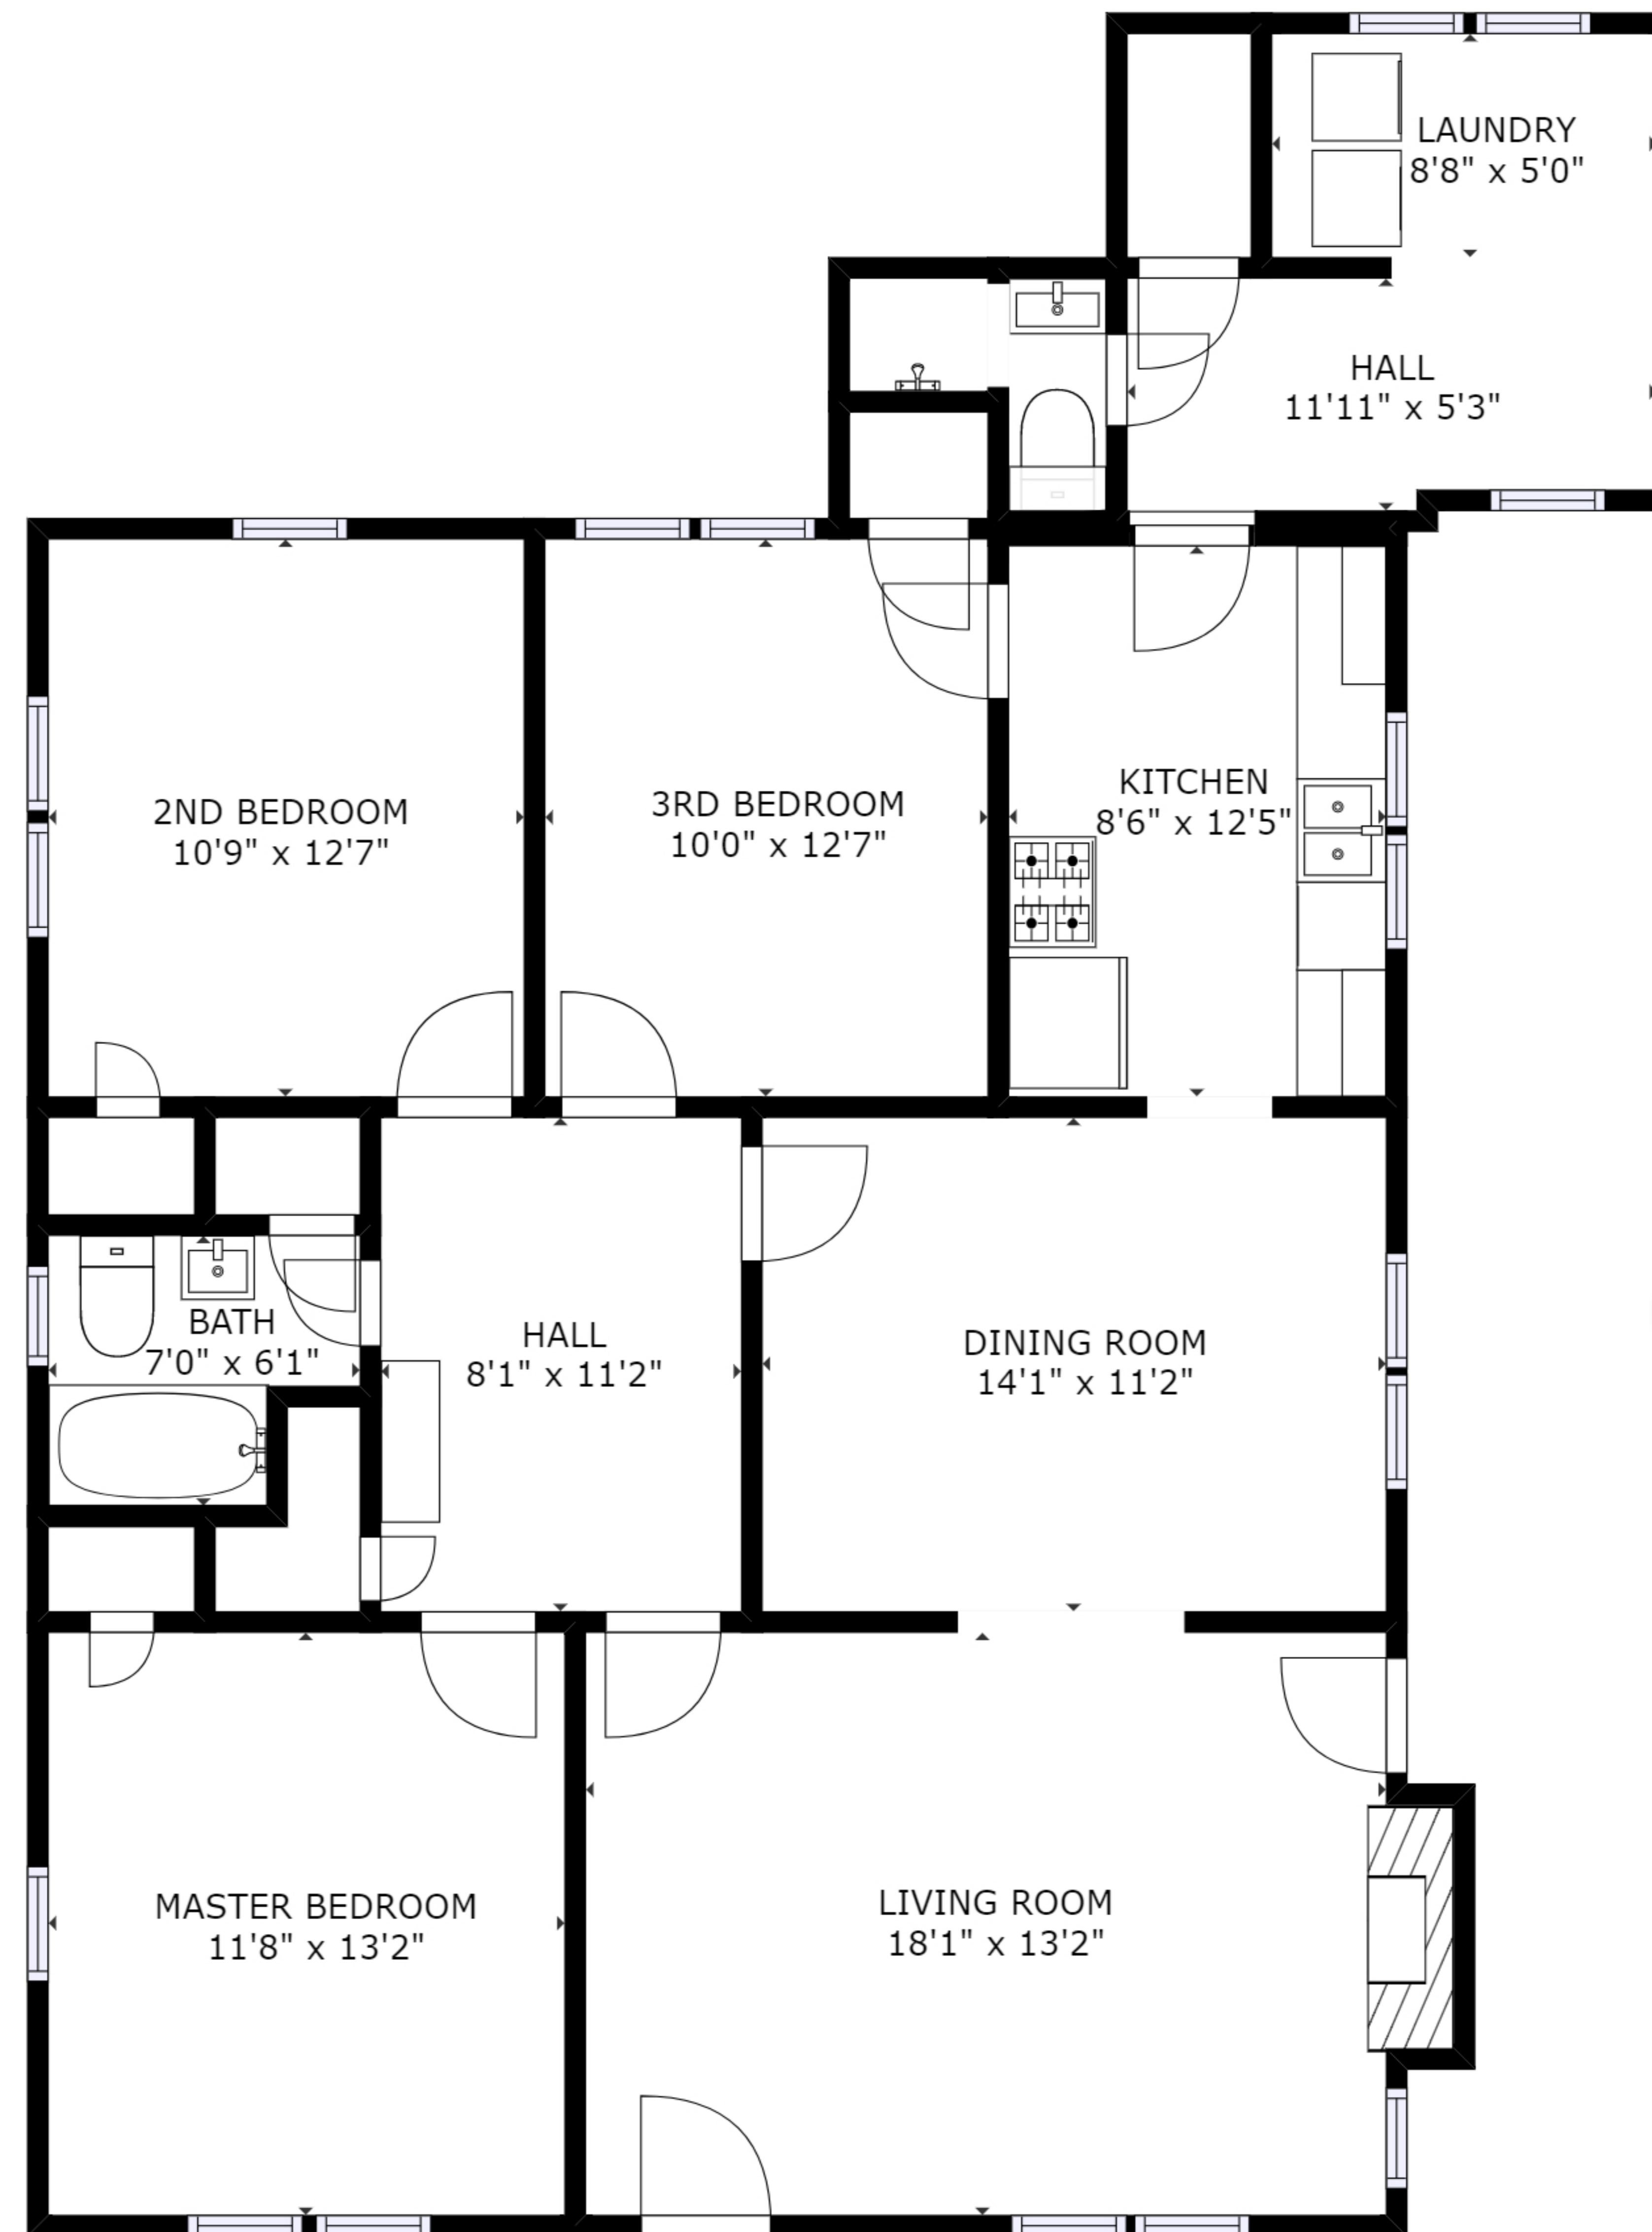 LAUNDRY
8'8" x 5'0"
HALL
11'11" x 5'3"
2ND BEDROOM
10'9" x 12'7"
3RD BEDROOM
10'0" x 12'7"
KITCHEN
8'6" x 12'5"
BATH
7'0" x 6'1"
HALL
8'1" x 11'2"
DINING ROOM
14'1" x 11'2"
MASTER BEDROOM
11'8" x 13'2"
LIVING ROOM
18'1" x 13'2"